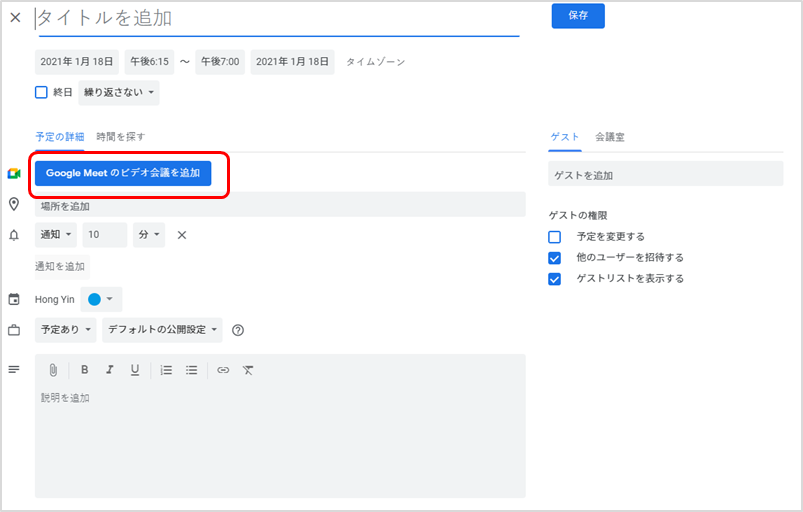 タイトルを追加
保存
2021年 1月 18日 午後6:15 ～ 午後7:00 2021年 1月 18日 タイムゾーン
終日 繰り返さない
予定の詳細 時間を探す
ゲスト 会議室
Google Meet のビデオ会議を追加
ゲストを追加
場所を追加
ゲストの権限
通知 10 分
予定を変更する
他のユーザーを招待する
通知を追加
ゲストリストを表示する
Hong Yin
予定あり デフォルトの公開設定
B I U
説明を追加